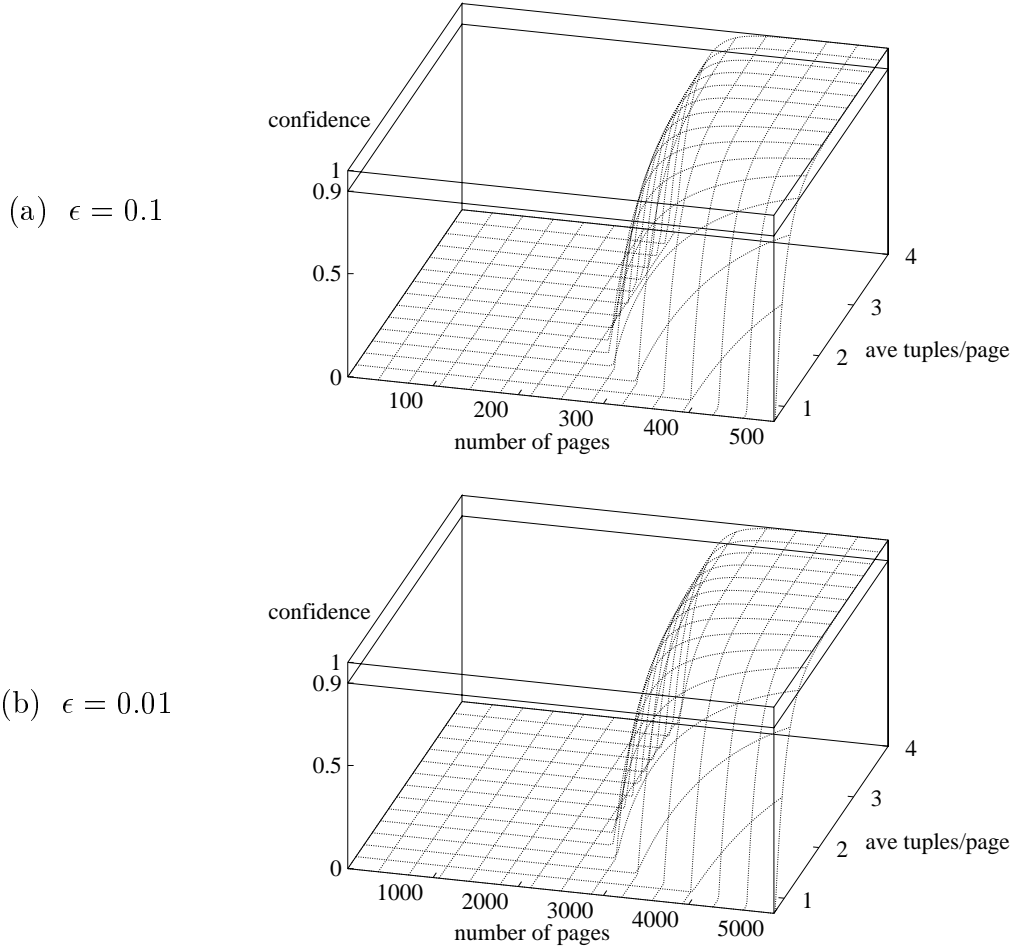 confidence
1
0.9
(a) ϵ = 0.1
0.5
0
100 200 300 400 500
number of pages
4
3
2
1
ave tuples/page
confidence
1
0.9
(b) ϵ = 0.01
0.5
0
1000 2000 3000 4000 5000
number of pages
4
3
2
1
ave tuples/page